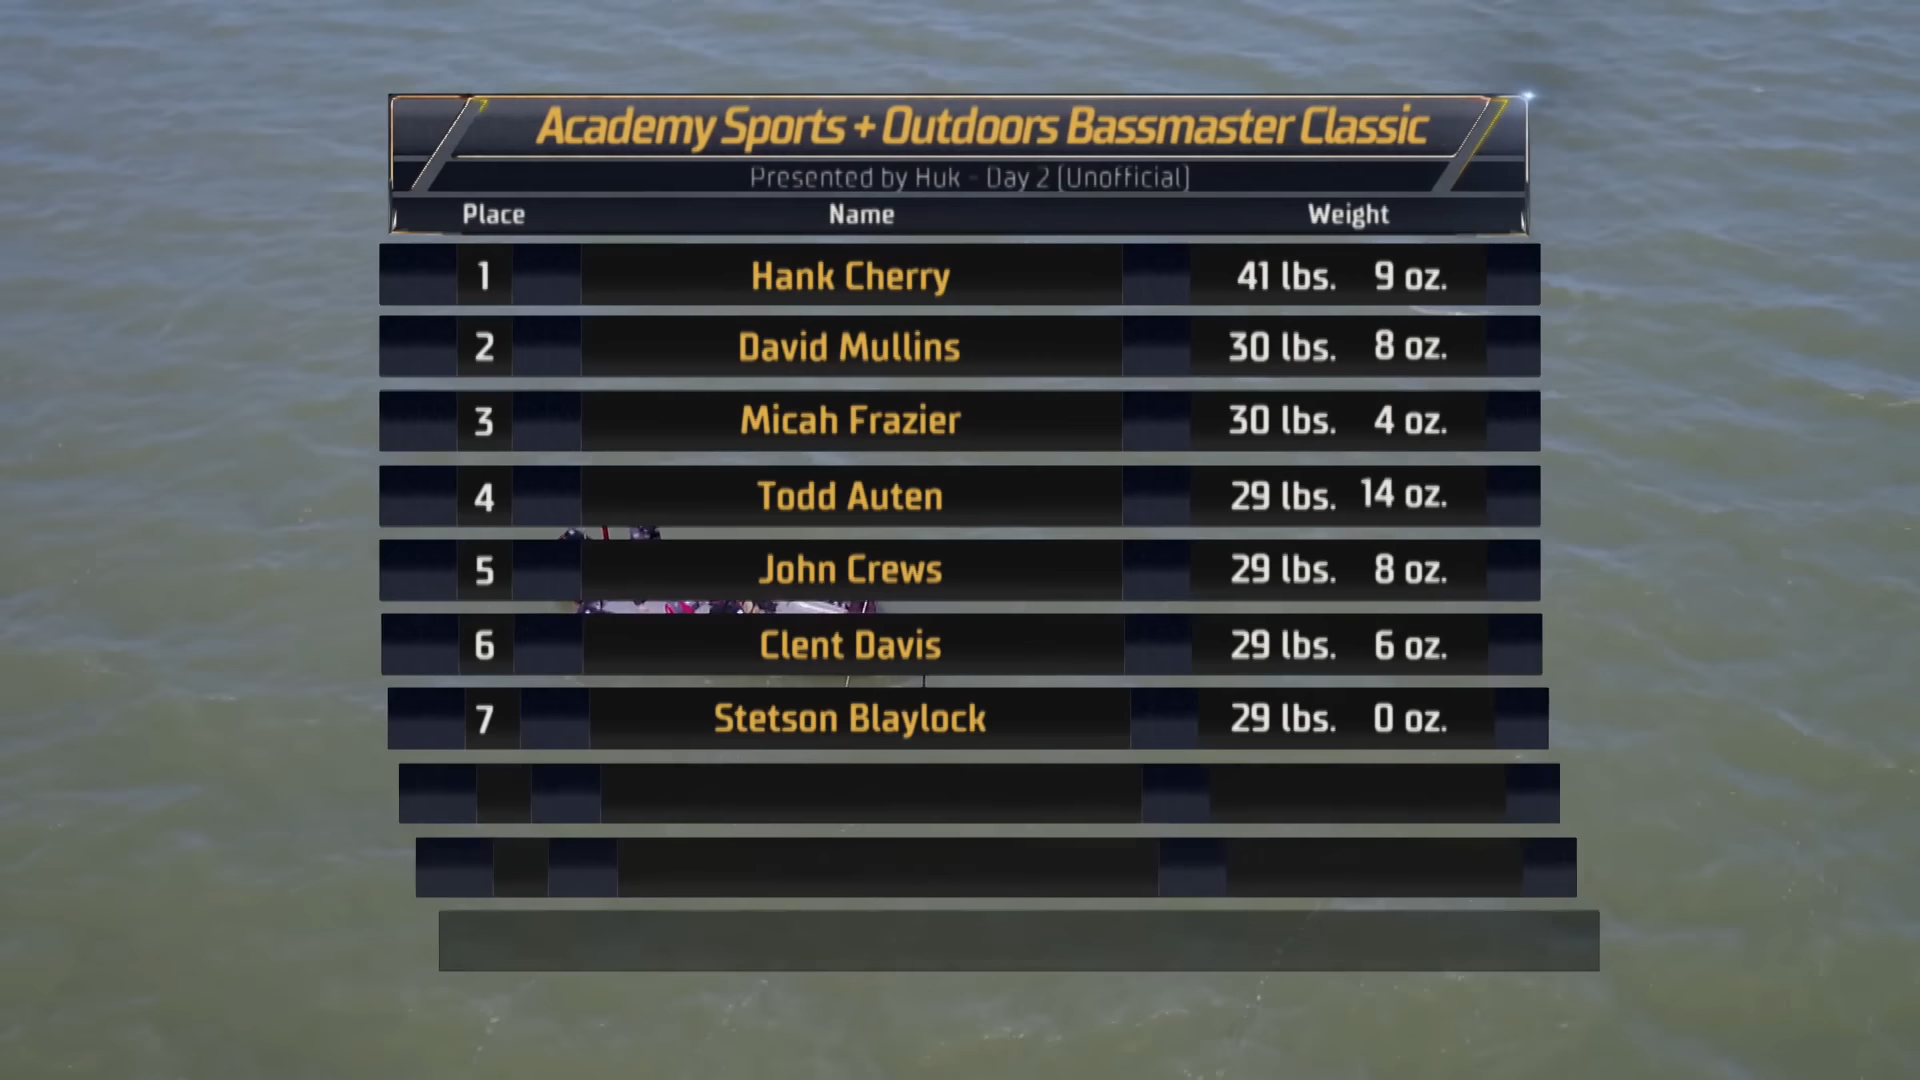 Academy Sports + Outdoors Bassmaster Classic
Presented by Huk - Day 2 (Unofficial)
Place Name Weight
1 Hank Cherry 41 lbs. 9 oz.
2 David Mullins 30 lbs. 8 oz.
3 Micah Frazier 30 lbs. 4 oz.
4 Todd Auten 29 lbs. 14 oz.
5 John Crews 29 lbs. 8 oz.
6 Clent Davis 29 lbs. 6 oz.
7 Stetson Blaylock 29 lbs. 0 oz.